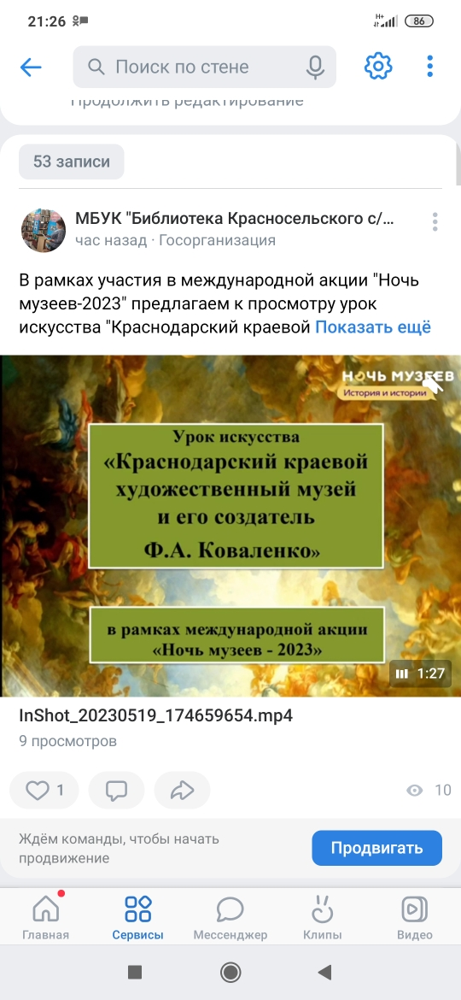 21:26
H+
86
Поиск по стене
Продолжить редактирование
53 записи
МБУК "Библиотека Красносельского с/...
час назад · Госорганизация
В рамках участия в международной акции "Ночь
музеев-2023" предлагаем к просмотру урок
искусства "Краснодарский краевой Показать ещё
НОЧЬ МУЗЕЕВ
История и истории
Урок искусства
«Краснодарский краевой
художественный музей
и его создатель
Ф.А. Коваленко»
в рамках международной акции
«Ночь музеев - 2023»
1:27
InShot_20230519_174659654.mp4
9 просмотров
1
10
Ждём команды, чтобы начать
продвижение
Продвигать
Главная
Сервисы
Мессенджер
Клипы
Видео